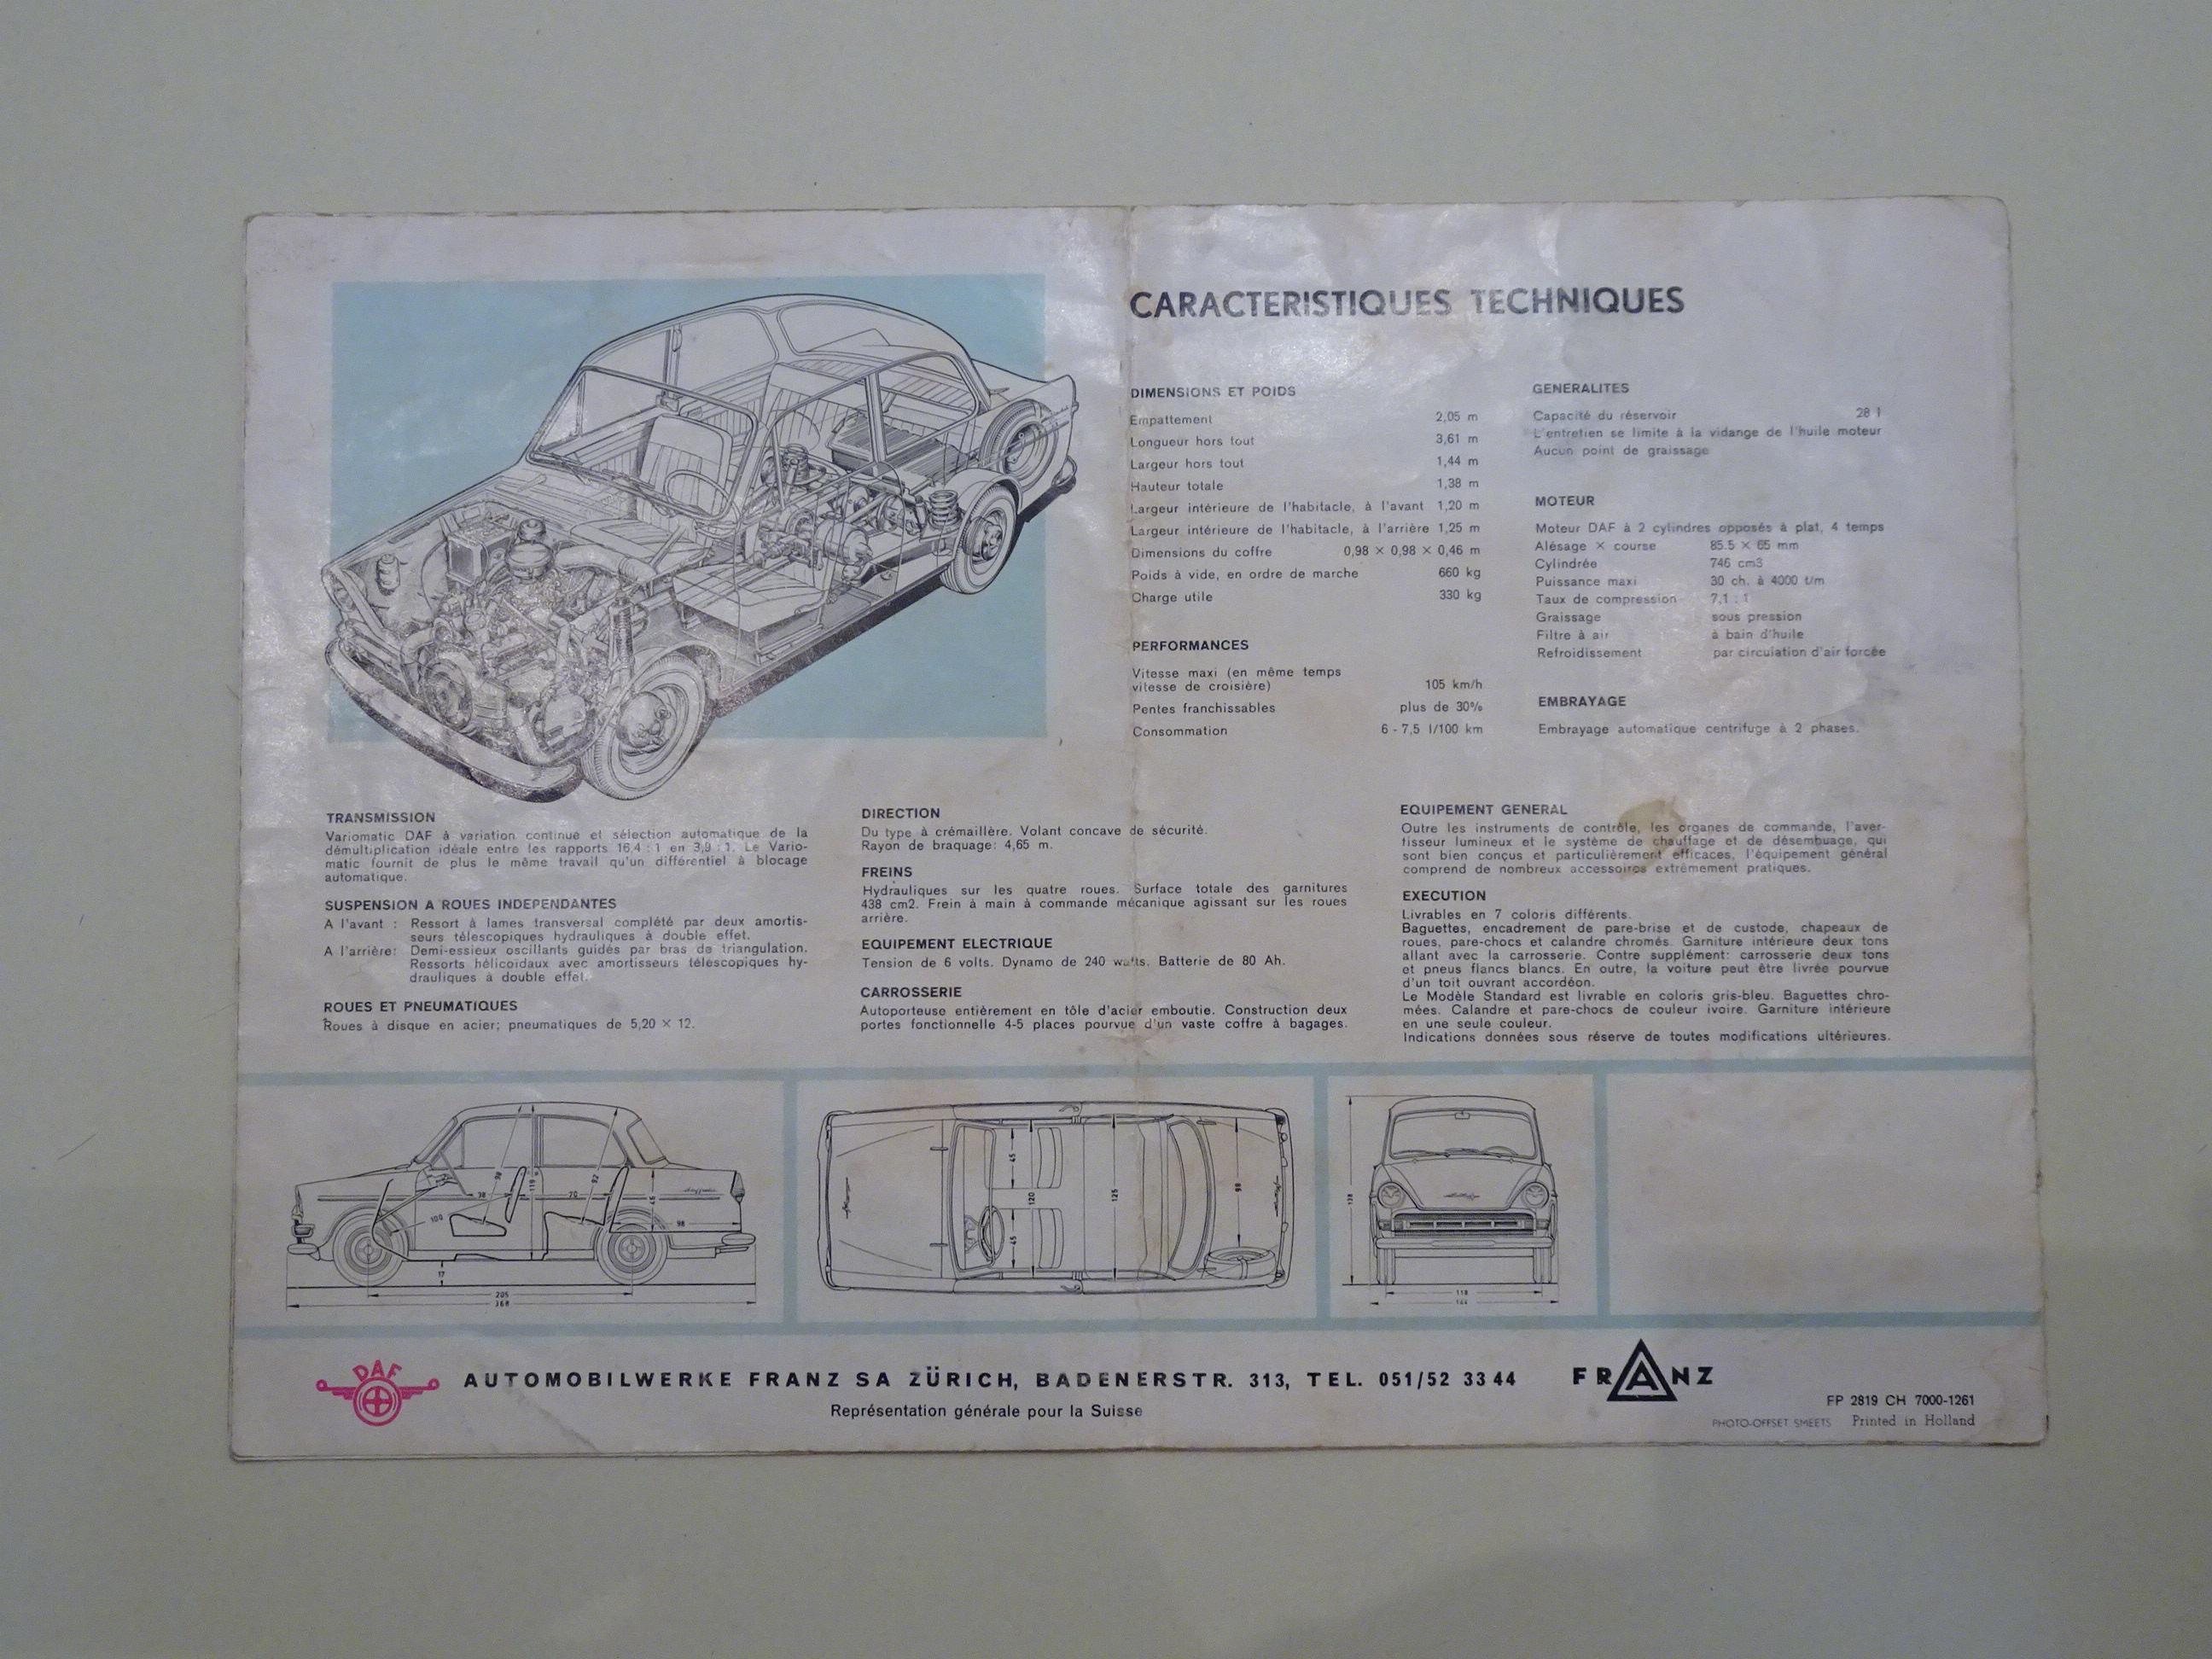 CARACTERISTIQUES TECHNIQUES
DIMENSIONS ET POIDS
Empattement 2,05 m
Longueur hors tout 3,61 m
Largeur hors tout 1,44 m
Hauteur totale 1,38 m
Largeur intérieure de l'habitacle, à l'avant 1,20 m
Largeur intérieure de l'habitacle, à l'arrière 1,25 m
Dimensions du coffre 0,98 × 0,98 × 0,46 m
Poids à vide, en ordre de marche 660 kg
Charge utile 330 kg
PERFORMANCES
Vitesse maxi (en même temps
vitesse de croisière) 105 km/h
Pentes franchissables plus de 30%
Consommation 6 - 7,5 l/100 km
GENERALITES
Capacité du réservoir 28 l
L'entretien se limite à la vidange de l'huile moteur
Aucun point de graissage
MOTEUR
Moteur DAF à 2 cylindres opposés à plat, 4 temps
Alésage × course 85.5 × 65 mm
Cylindrée 746 cm3
Puissance maxi 30 ch. à 4000 t/m
Taux de compression 7,1 : 1
Graissage sous pression
Filtre à air à bain d'huile
Refroidissement par circulation d'air forcée
EMBRAYAGE
Embrayage automatique centrifuge à 2 phases.
TRANSMISSION
Variomatic DAF à variation continue et sélection automatique de la
démultiplication idéale entre les rapports 16,4 : 1 en 3,9 : 1. Le Vario-
matic fournit de plus le même travail qu'un différentiel à blocage
automatique.
SUSPENSION A ROUES INDEPENDANTES
A l'avant : Ressort à lames transversal complété par deux amortis-
seurs télescopiques hydrauliques à double effet.
A l'arrière: Demi-essieux oscillants guidés par bras de triangulation.
Ressorts hélicoïdaux avec amortisseurs télescopiques hy-
drauliques à double effet.
ROUES ET PNEUMATIQUES
Roues à disque en acier; pneumatiques de 5,20 × 12.
DIRECTION
Du type à crémaillère. Volant concave de sécurité.
Rayon de braquage: 4,65 m.
FREINS
Hydrauliques sur les quatre roues. Surface totale des garnitures
438 cm2. Frein à main à commande mécanique agissant sur les roues
arrière.
EQUIPEMENT ELECTRIQUE
Tension de 6 volts. Dynamo de 240 watts. Batterie de 80 Ah.
CARROSSERIE
Autoporteuse entièrement en tôle d'acier emboutie. Construction deux
portes fonctionnelle 4-5 places pourvue d'un vaste coffre à bagages.
EQUIPEMENT GENERAL
Outre les instruments de contrôle, les organes de commande, l'aver-
tisseur lumineux et le système de chauffage et de désembuage, qui
sont bien conçus et particulièrement efficaces, l'équipement général
comprend de nombreux accessoires extrêmement pratiques.
EXECUTION
Livrables en 7 coloris différents.
Baguettes, encadrement de pare-brise et de custode, chapeaux de
roues, pare-chocs et calandre chromés. Garniture intérieure deux tons
allant avec la carrosserie. Contre supplément: carrosserie deux tons
et pneus flancs blancs. En outre, la voiture peut être livrée pourvue
d'un toit ouvrant accordéon.
Le Modèle Standard est livrable en coloris gris-bleu. Baguettes chro-
mées. Calandre et pare-chocs de couleur ivoire. Garniture intérieure
en une seule couleur.
Indications données sous réserve de toutes modifications ultérieures.
38 98 119 70 92 45
104 98
17
205
368
45 120 125 98
45
138
118
DAF
AUTOMOBILWERKE FRANZ SA ZÜRICH, BADENERSTR. 313, TEL. 051/52 33 44
Représentation générale pour la Suisse
FRANZ
FP 2819 CH 7000-1261
PHOTO-OFFSET SMEETS Printed in Holland